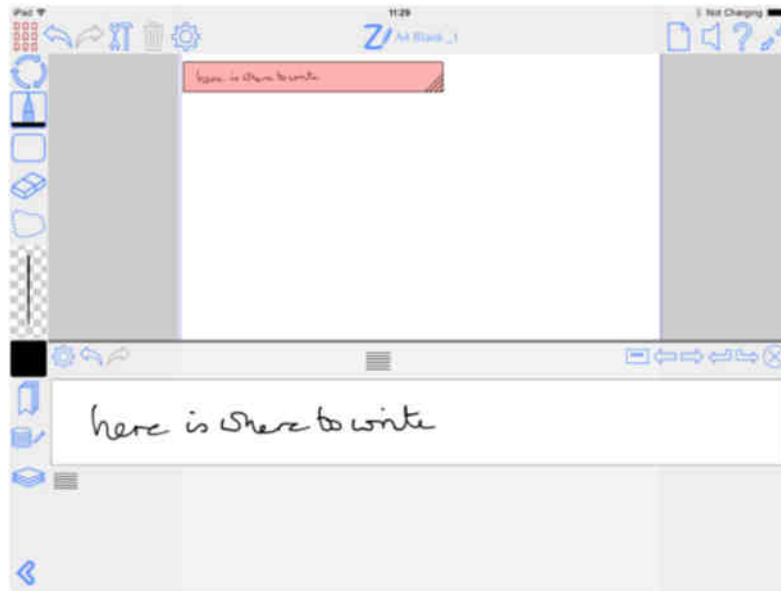 iPad 11:29 Not Charging
Z A4 Blank_1
here is where to write
here is where to write